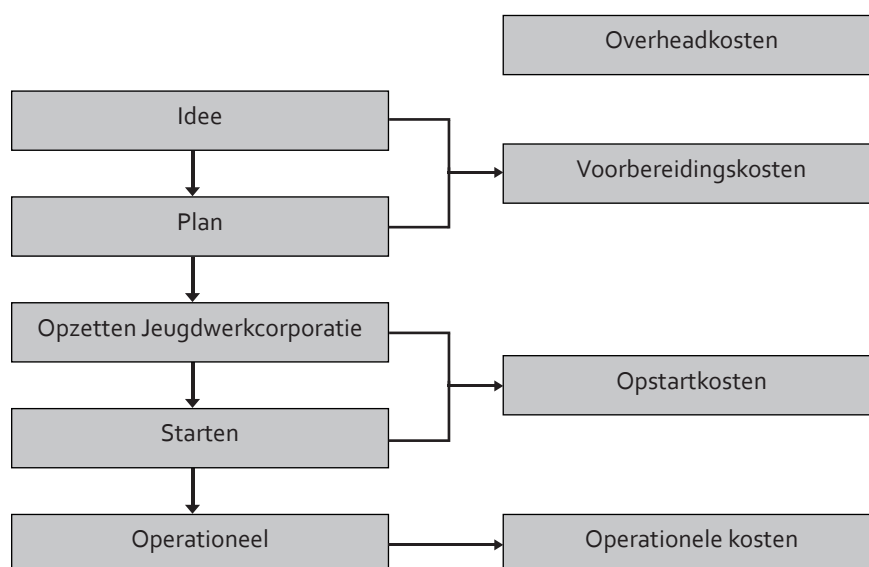 Overheadkosten
Idee
Voorbereidingskosten
Plan
Opzetten Jeugdwerkcorporatie
Opstartkosten
Starten
Operationeel
Operationele kosten